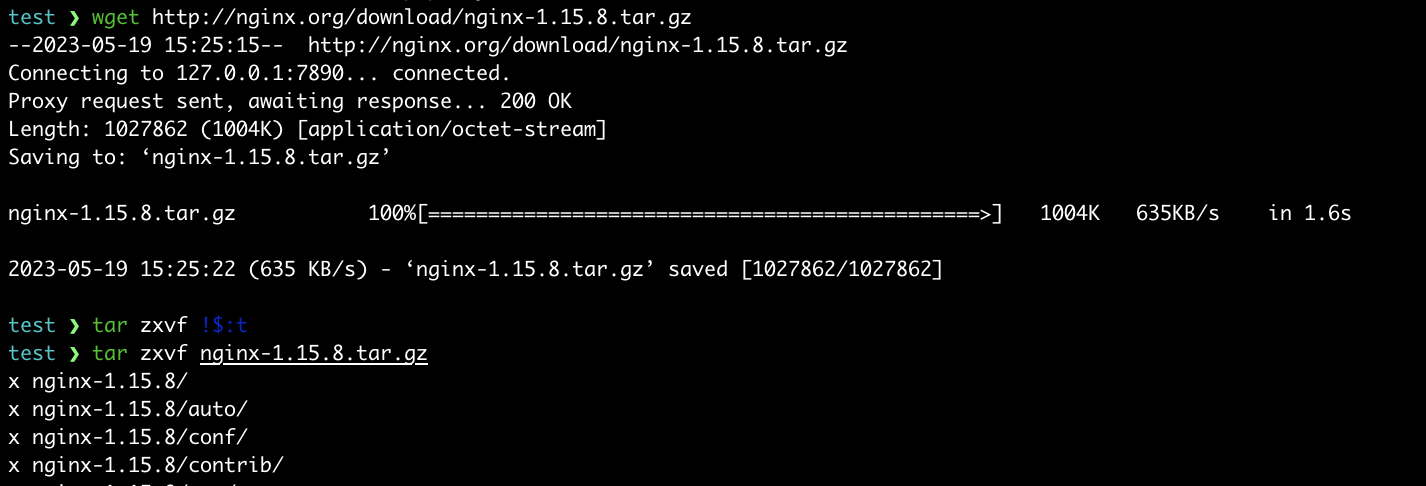 test ❯ wget http://nginx.org/download/nginx-1.15.8.tar.gz
--2023-05-19 15:25:15--  http://nginx.org/download/nginx-1.15.8.tar.gz
Connecting to 127.0.0.1:7890... connected.
Proxy request sent, awaiting response... 200 OK
Length: 1027862 (1004K) [application/octet-stream]
Saving to: ‘nginx-1.15.8.tar.gz’
nginx-1.15.8.tar.gz           100%[==============================================>]   1004K   635KB/s    in 1.6s
2023-05-19 15:25:22 (635 KB/s) - ‘nginx-1.15.8.tar.gz’ saved [1027862/1027862]
test ❯ tar zxvf !$:t
test ❯ tar zxvf nginx-1.15.8.tar.gz
x nginx-1.15.8/
x nginx-1.15.8/auto/
x nginx-1.15.8/conf/
x nginx-1.15.8/contrib/